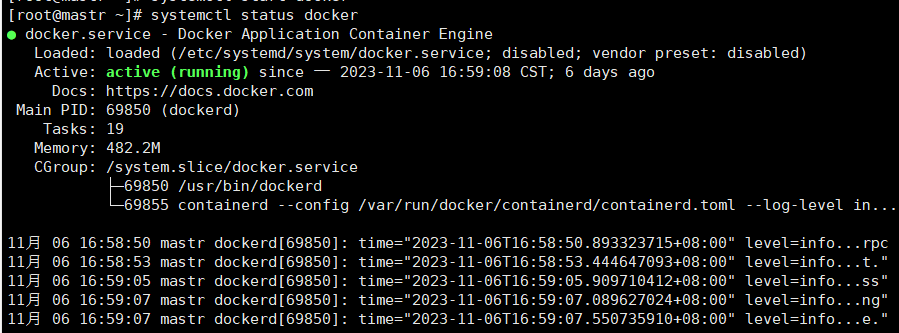 [root@mastr ~]# systemctl start docker
[root@mastr ~]# systemctl status docker
● docker.service - Docker Application Container Engine
Loaded: loaded (/etc/systemd/system/docker.service; disabled; vendor preset: disabled)
Active: active (running) since 一 2023-11-06 16:59:08 CST; 6 days ago
Docs: https://docs.docker.com
Main PID: 69850 (dockerd)
Tasks: 19
Memory: 482.2M
CGroup: /system.slice/docker.service
├─69850 /usr/bin/dockerd
└─69855 containerd --config /var/run/docker/containerd/containerd.toml --log-level in...
11月 06 16:58:50 mastr dockerd[69850]: time="2023-11-06T16:58:50.893323715+08:00" level=info...rpc
11月 06 16:58:53 mastr dockerd[69850]: time="2023-11-06T16:58:53.444647093+08:00" level=info...t."
11月 06 16:59:05 mastr dockerd[69850]: time="2023-11-06T16:59:05.909710412+08:00" level=info...ss"
11月 06 16:59:07 mastr dockerd[69850]: time="2023-11-06T16:59:07.089627024+08:00" level=info...ng"
11月 06 16:59:07 mastr dockerd[69850]: time="2023-11-06T16:59:07.550735910+08:00" level=info...e."